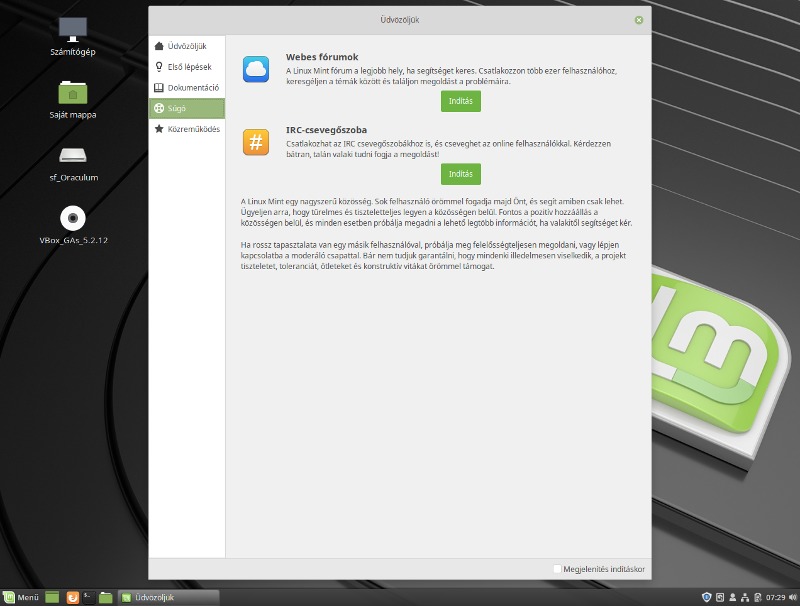 Üdvözöljük
Számítógép
Saját mappa
sf_Oraculum
VBox_GAs_5.2.12
Üdvözöljük
Első lépések
Dokumentáció
Súgó
Közreműködés
Webes fórumok
A Linux Mint fórum a legjobb hely, ha segítséget keres. Csatlakozzon több ezer felhasználóhoz,
keresgéljen a témák között és találjon megoldást a problémáira.
Indítás
#
IRC-csevegőszoba
Csatlakozhat az IRC csevegőszobákhoz is, és cseveghet az online felhasználókkal. Kérdezzen
bátran, talán valaki tudni fogja a megoldást!
Indítás
A Linux Mint egy nagyszerű közösség. Sok felhasználó örömmel fogadja majd Önt, és segít amiben csak lehet.
Ügyeljen arra, hogy türelmes és tiszteletteljes legyen a közösségen belül. Fontos a pozitív hozzáállás a
közösségen belül, és minden esetben próbálja megadni a lehető legtöbb információt, ha valakitől segítséget kér.
Ha rossz tapasztalata van egy másik felhasználóval, próbálja meg felelősségteljesen megoldani, vagy lépjen
kapcsolatba a moderáló csapattal. Bár nem tudjuk garantálni, hogy mindenki illedelmesen viselkedik, a projekt
tiszteletet, toleranciát, ötleteket és konstruktív vitákat örömmel támogat.
Megjelenítés indításkor
Menü
Üdvözöljük
07:29